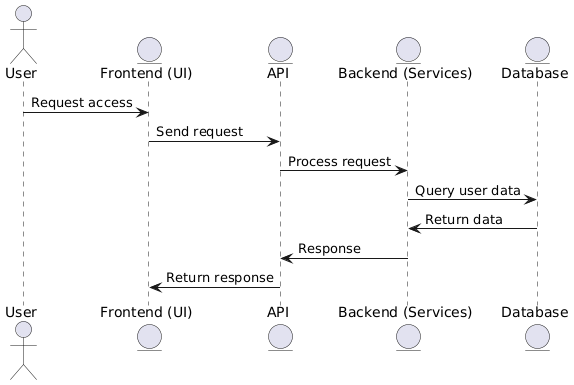 User
Frontend (UI)
API
Backend (Services)
Database
Request access
Send request
Process request
Query user data
Return data
Response
Return response
User
Frontend (UI)
API
Backend (Services)
Database